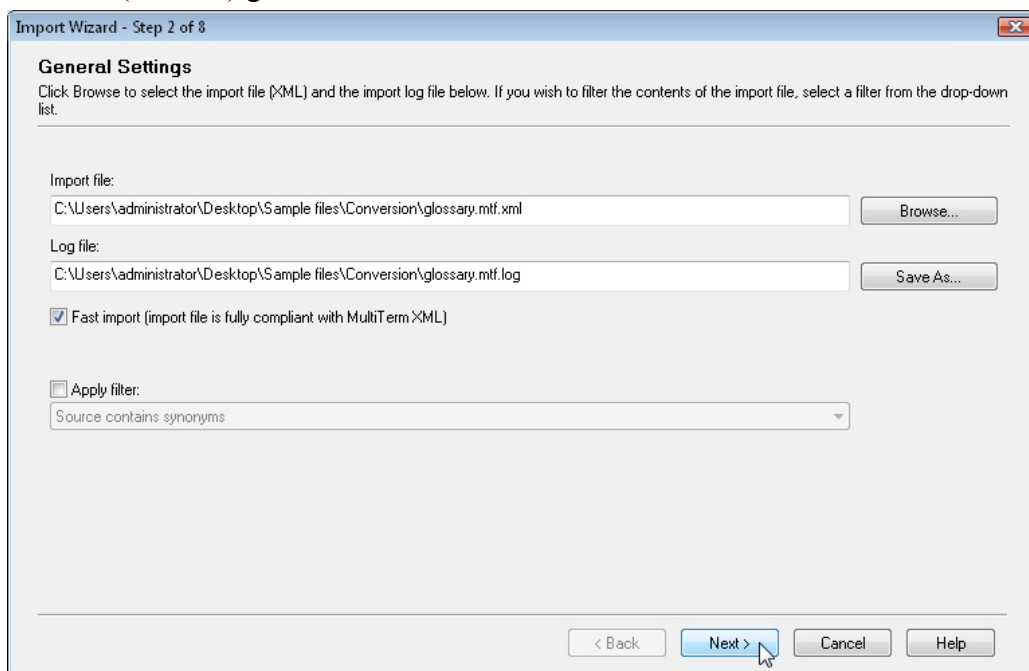 Import Wizard - Step 2 of 8
General Settings
Click Browse to select the import file (XML) and the import log file below. If you wish to filter the contents of the import file, select a filter from the drop-down
list.
Import file:
C:\Users\administrator\Desktop\Sample files\Conversion\glossary.mtf.xml
Browse...
Log file:
C:\Users\administrator\Desktop\Sample files\Conversion\glossary.mtf.log
Save As...
Fast import (import file is fully compliant with MultiTerm XML)
Apply filter:
Source contains synonyms
< Back
Next >
Cancel
Help